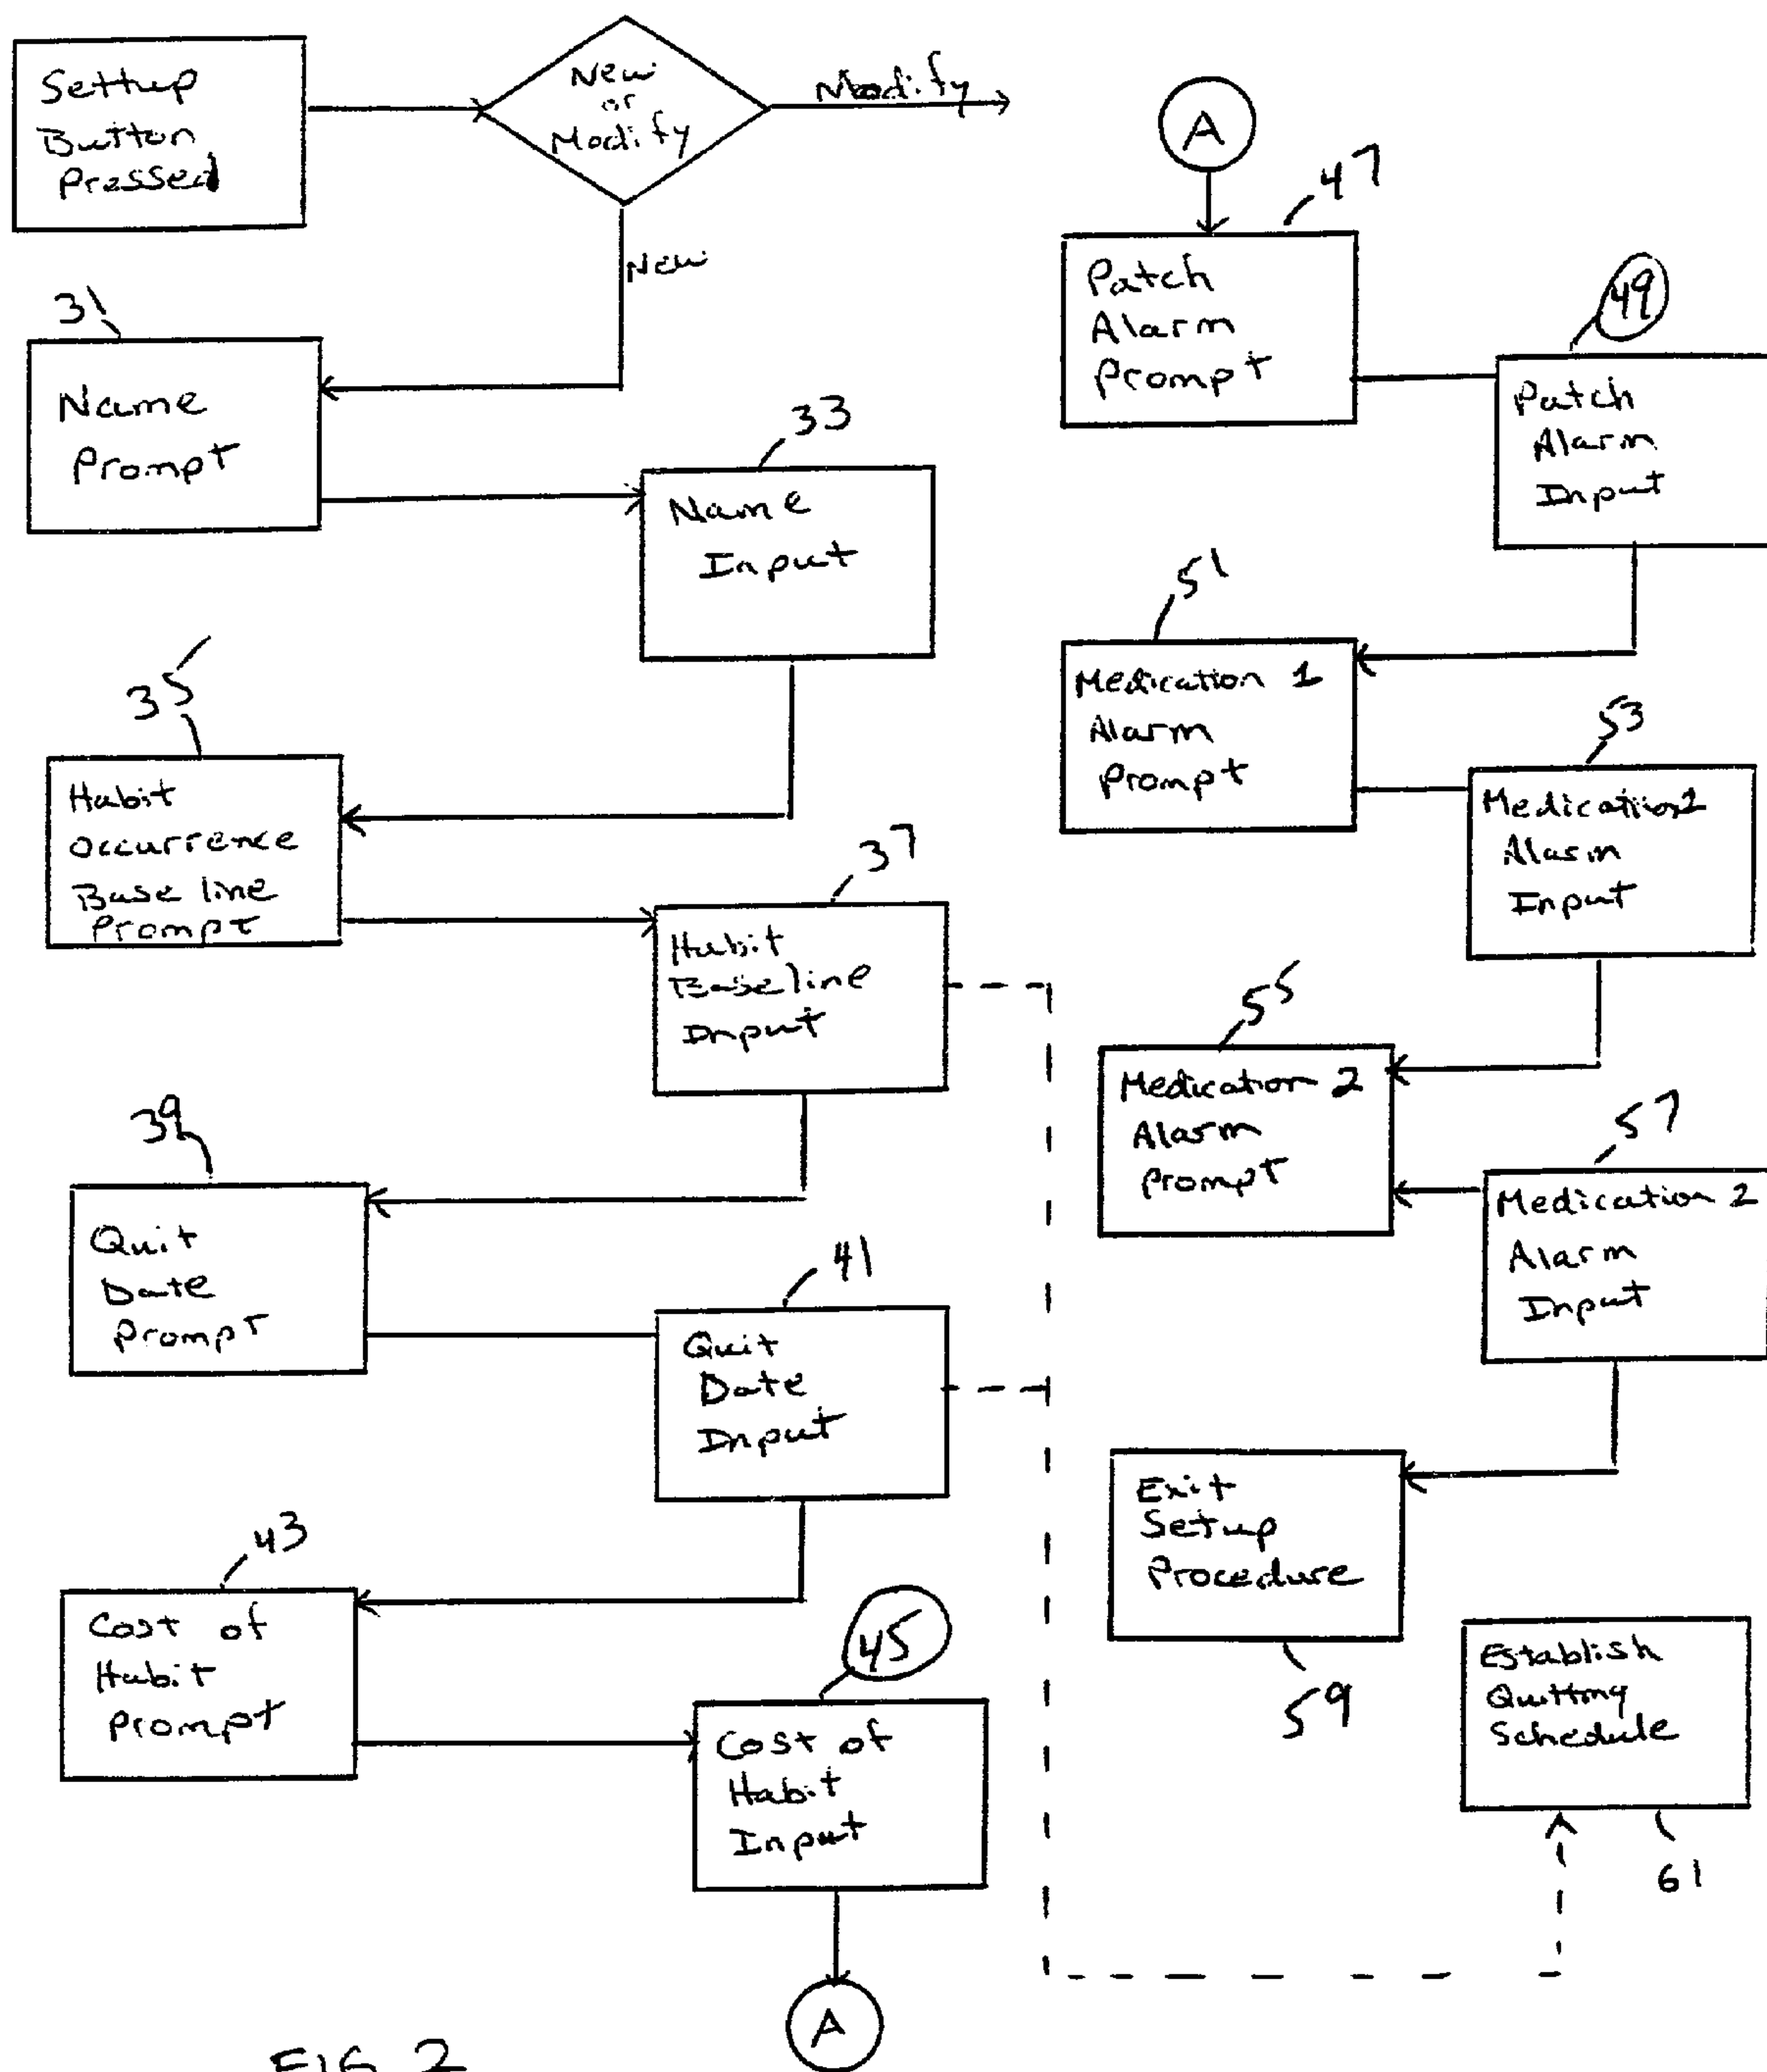 Settup
Button
Pressed
New
or
Modify
Modify
New
31
Name
Prompt
33
Name
Input
35
Habit
Occurrence
Base line
Prompt
37
Habit
Baseline
Input
39
Quit
Date
Prompt
41
Quit
Date
Input
43
Cost of
Habit
Prompt
45
Cost of
Habit
Input
A
FIG 2
A
47
Patch
Alarm
Prompt
49
Patch
Alarm
Input
51
Medication 1
Alarm
Prompt
53
Medication 1
Alarm
Input
55
Medication 2
Alarm
Prompt
57
Medication 2
Alarm
Input
Exit
Setup
Procedure
59
Establish
Quitting
Schedule
61